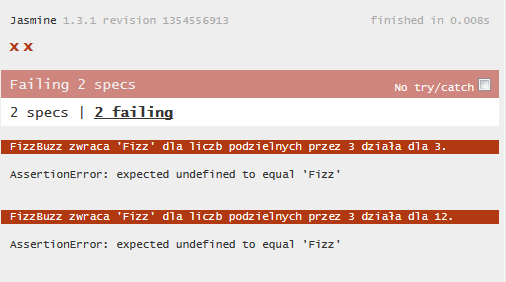 Jasmine 1.3.1 revision 1354556913 finished in 0.008s
x x
Failing 2 specs No try/catch
2 specs | 2 failing
FizzBuzz zwraca 'Fizz' dla liczb podzielnych przez 3 działa dla 3.
AssertionError: expected undefined to equal 'Fizz'
FizzBuzz zwraca 'Fizz' dla liczb podzielnych przez 3 działa dla 12.
AssertionError: expected undefined to equal 'Fizz'